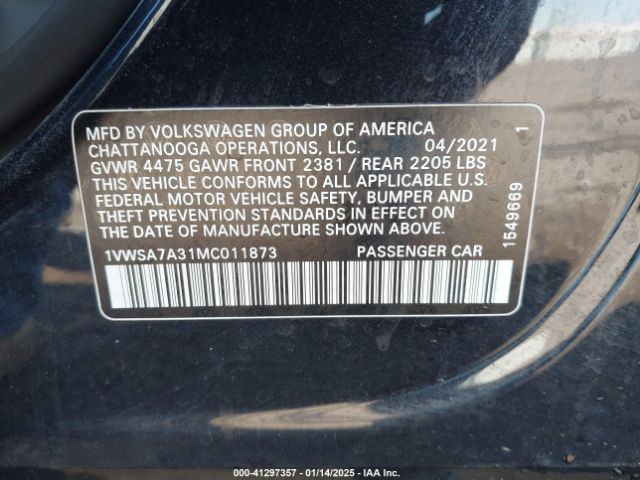 MFD BY VOLKSWAGEN GROUP OF AMERICA
CHATTANOOGA OPERATIONS, LLC. 04/2021
GVWR 4475 GAWR FRONT 2381 / REAR 2205 LBS
THIS VEHICLE CONFORMS TO ALL APPLICABLE U.S.
FEDERAL MOTOR VEHICLE SAFETY, BUMPER AND
THEFT PREVENTION STANDARDS IN EFFECT ON
THE DATE OF MANUFACTURE SHOWN ABOVE.
1VWSA7A31MC011873 PASSENGER CAR
1549669 1
000-41297357 - 01/14/2025 - IAA Inc.